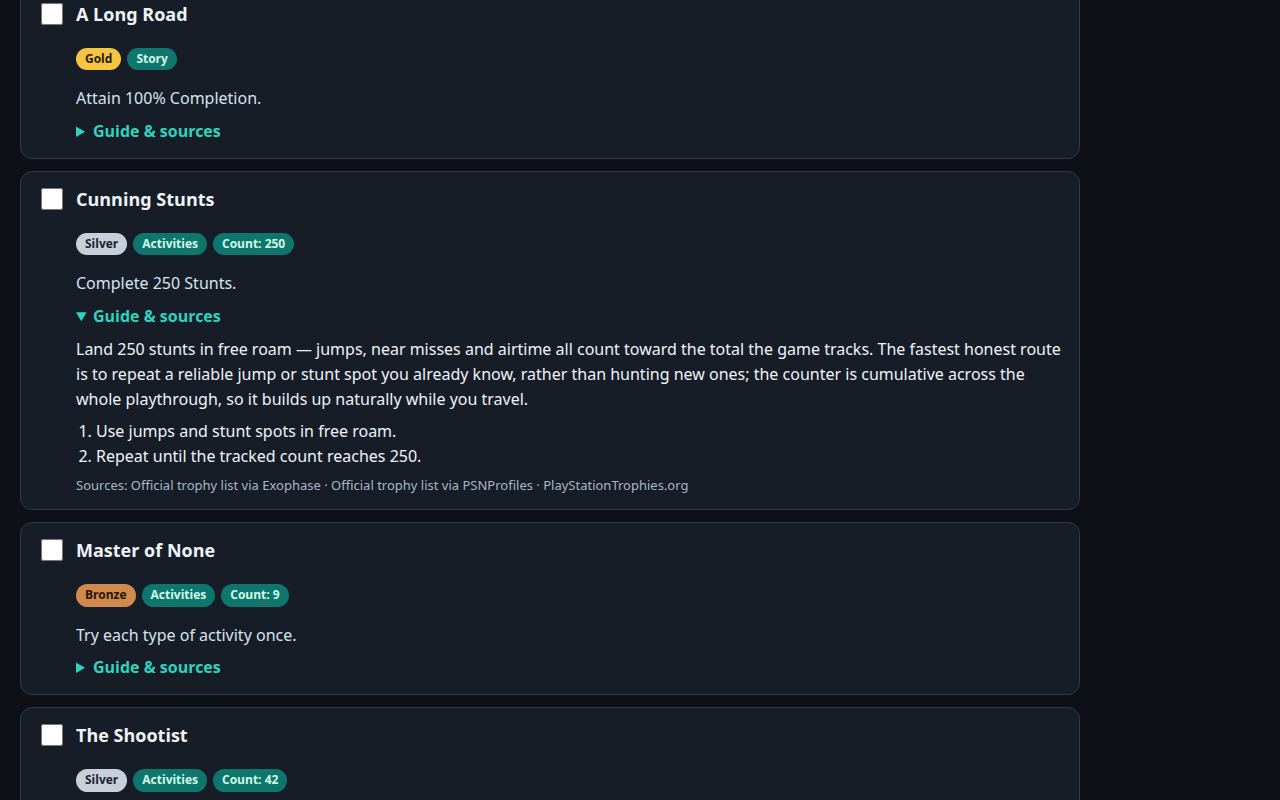 A Long Road
Gold Story
Attain 100% Completion.
Guide & sources
Cunning Stunts
Silver Activities Count: 250
Complete 250 Stunts.
Guide & sources
Land 250 stunts in free roam — jumps, near misses and airtime all count toward the total the game tracks. The fastest honest route
is to repeat a reliable jump or stunt spot you already know, rather than hunting new ones; the counter is cumulative across the
whole playthrough, so it builds up naturally while you travel.
1. Use jumps and stunt spots in free roam.
2. Repeat until the tracked count reaches 250.
Sources: Official trophy list via Exophase · Official trophy list via PSNProfiles · PlayStationTrophies.org
Master of None
Bronze Activities Count: 9
Try each type of activity once.
Guide & sources
The Shootist
Silver Activities Count: 42